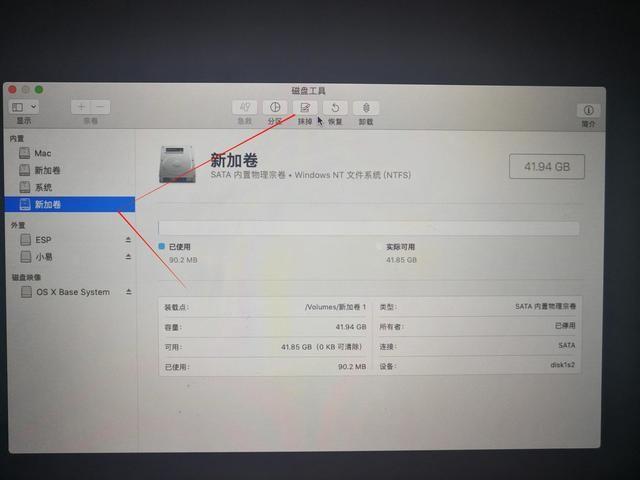 磁盘工具
显示
宗卷
急救
分区
抹掉
恢复
卸载
简介
内置
Mac
新加卷
系统
新加卷
外置
ESP
小易
磁盘映像
OS X Base System
新加卷
SATA 内置物理宗卷 • Windows NT 文件系统 (NTFS)
41.94 GB
已使用
90.2 MB
实际可用
41.85 GB
装载点: /Volumes/新加卷 1
类型: SATA 内置物理宗卷
容量: 41.94 GB
所有者: 已停用
可用: 41.85 GB（0 KB 可清除）
连接: SATA
已使用: 90.2 MB
设备: disk1s2